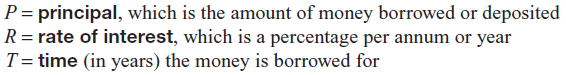 P = principal, which is the amount of money borrowed or deposited
R = rate of interest, which is a percentage per annum or year
T = time (in years) the money is borrowed for